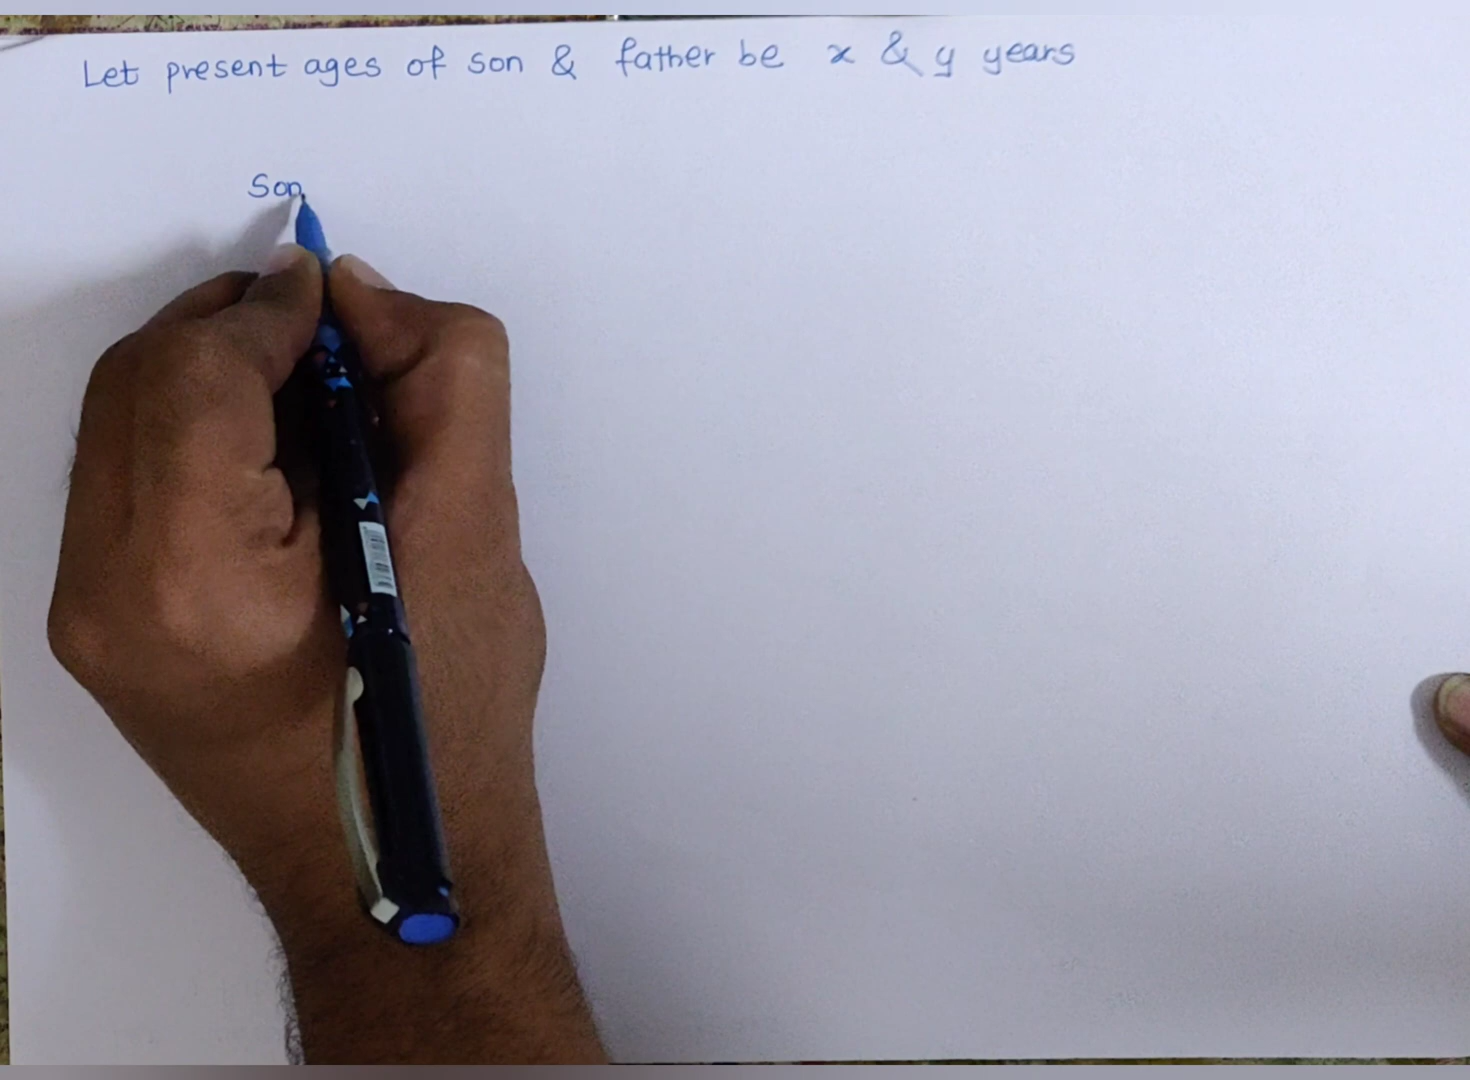 Let present ages of son & father be x & y years
Son